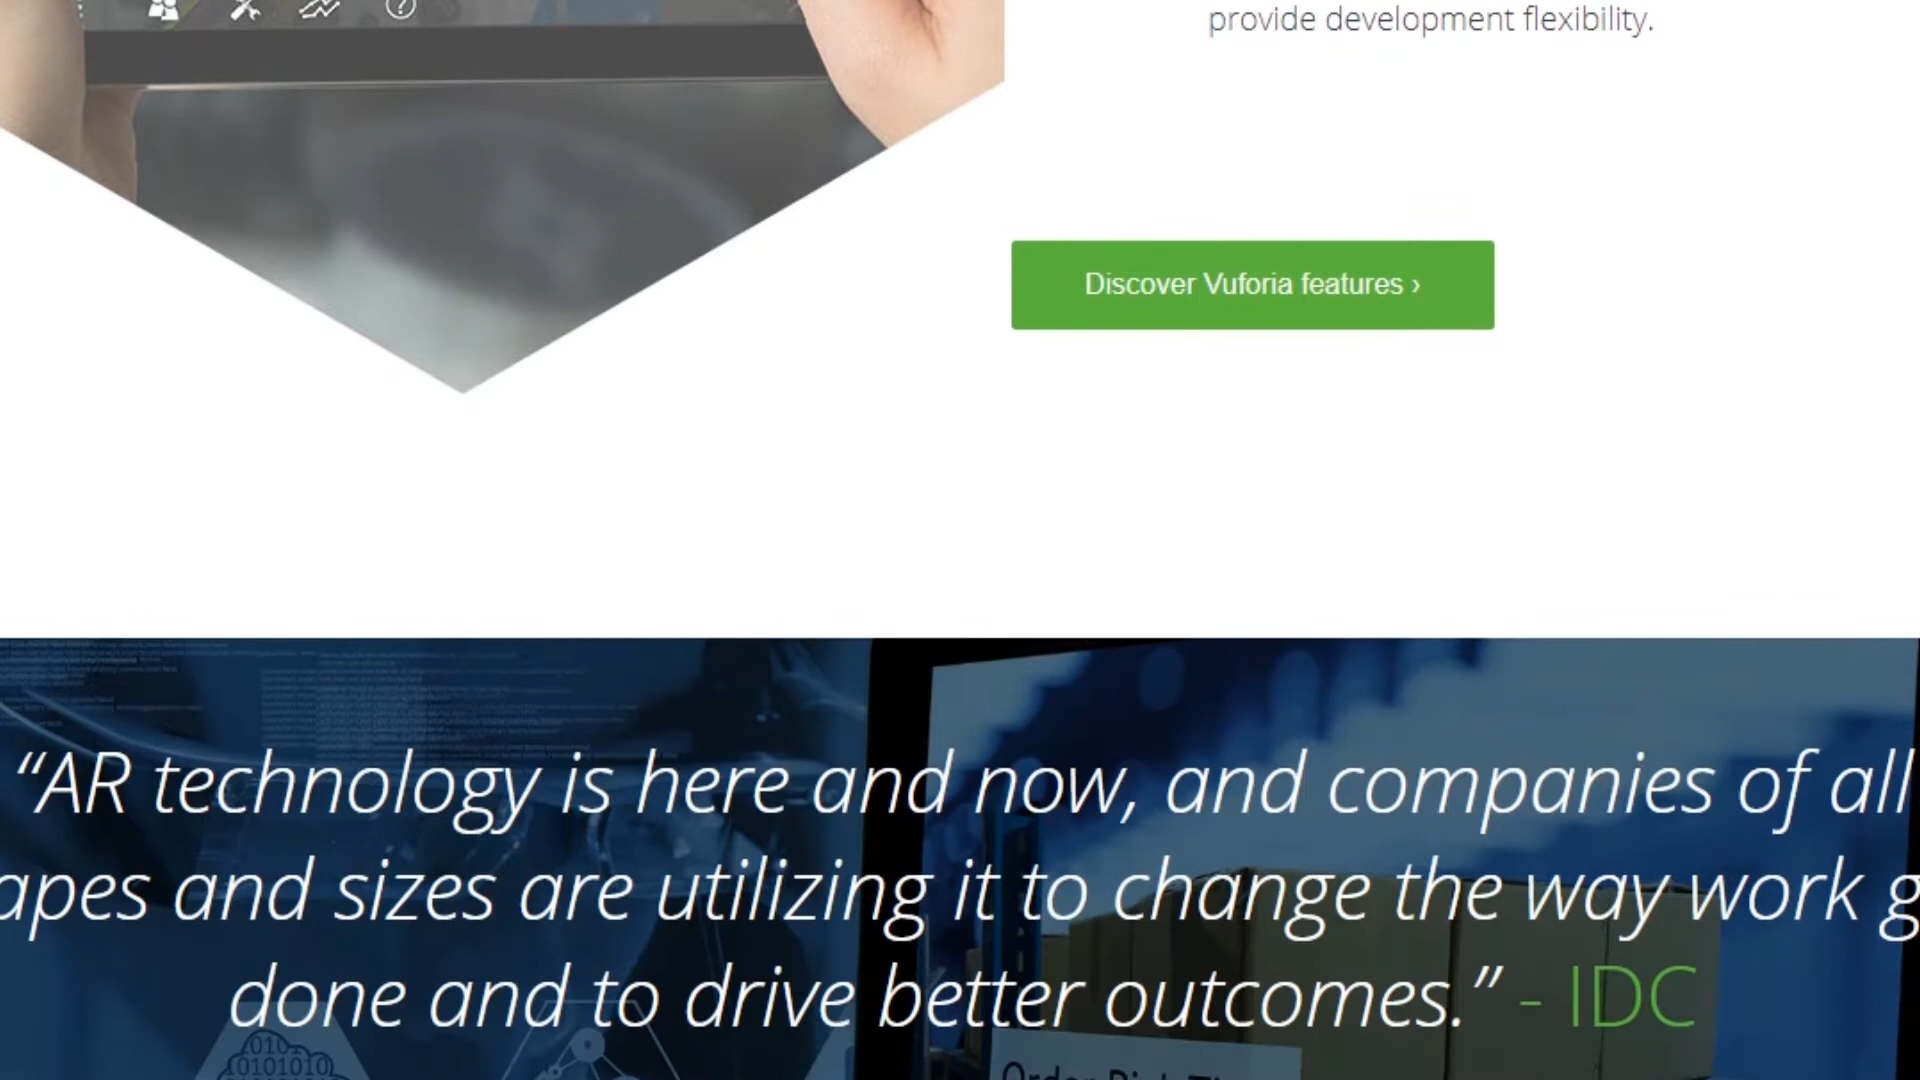 provide development flexibility.
Discover Vuforia features ›
“AR technology is here and now, and companies of all
and sizes are utilizing it to change the way work
done and to drive better outcomes.” - IDC